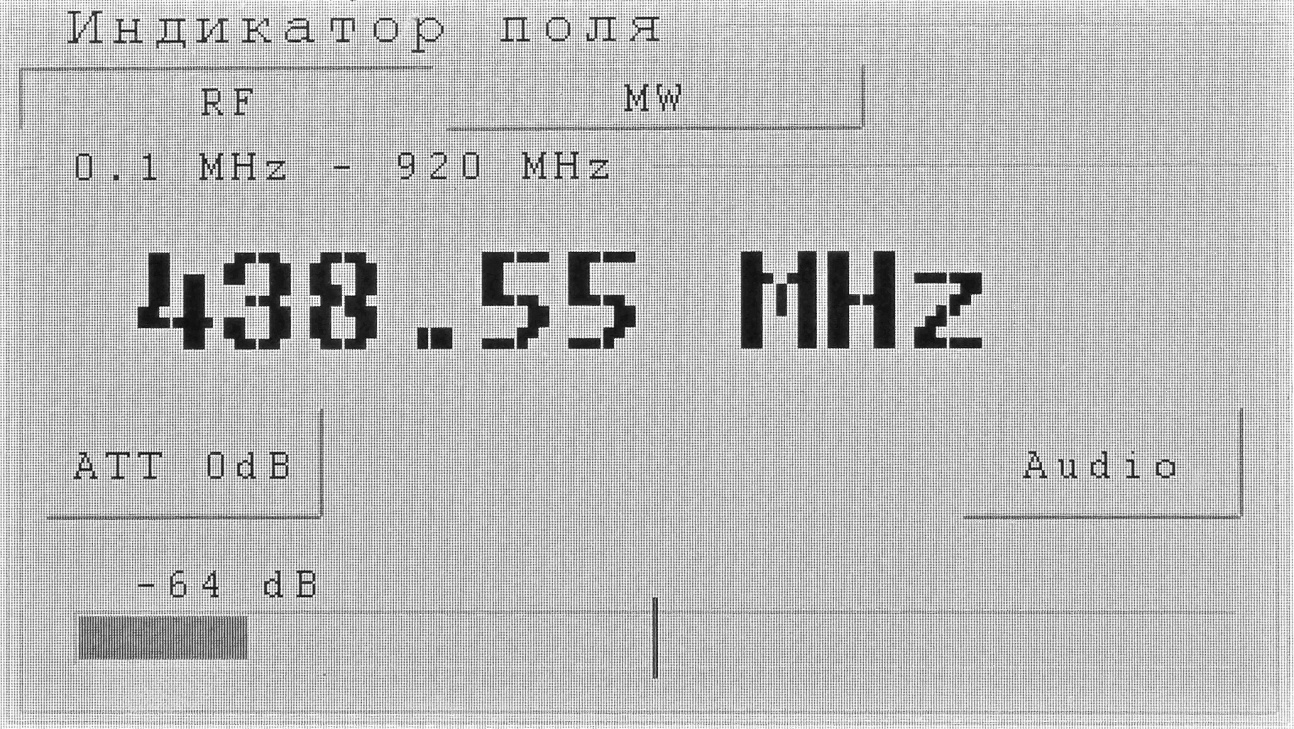 Индикатор поля
RF MW
0.1 MHz - 920 MHz
438.55 MHz
ATT 0dB Audio
-64 dB